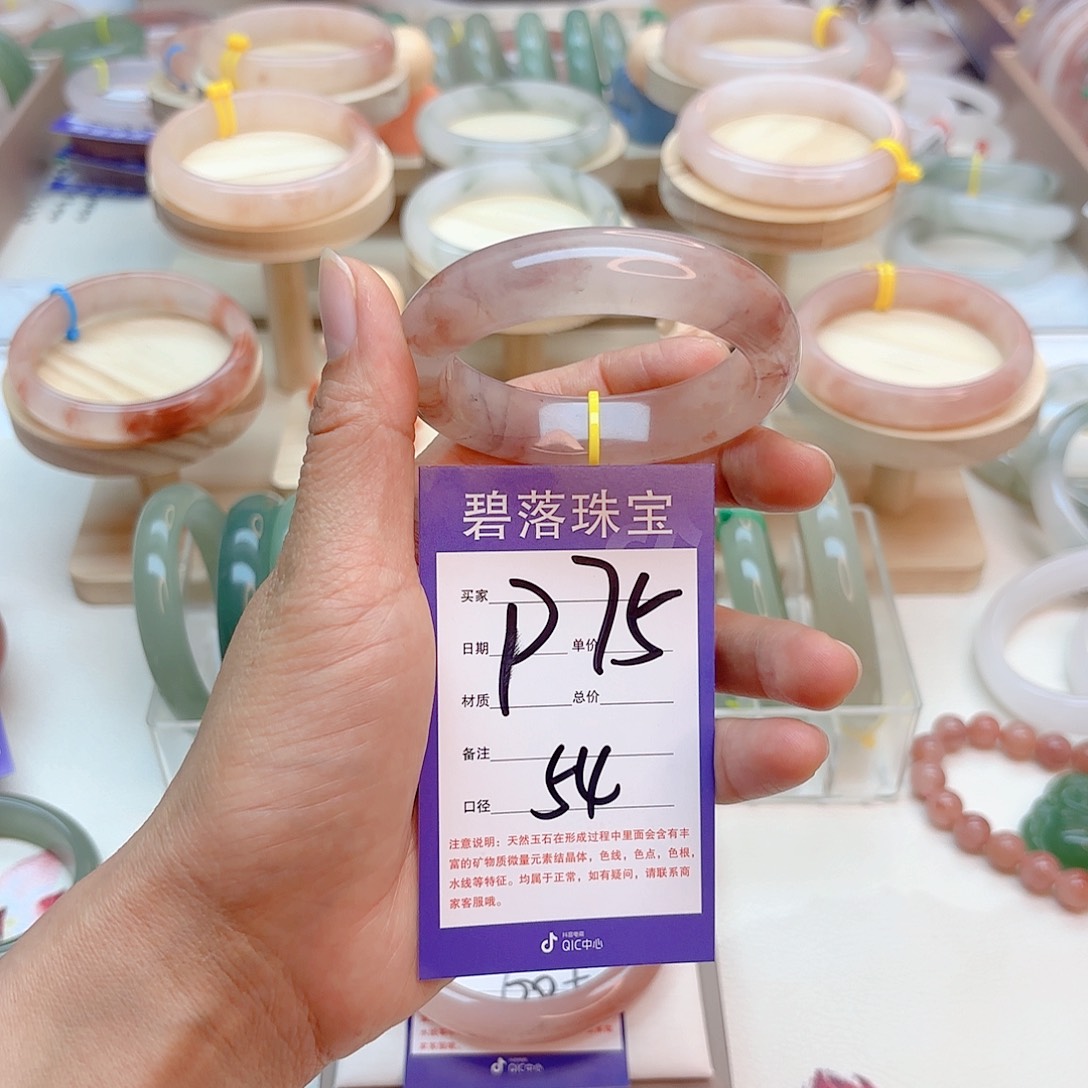 碧落珠宝
P75
买家
日期 单价
材质 总价
备注
54
口径
注意说明：天然玉石在形成过程中里面会含有丰
富的矿物质微量元素结晶体，色线，色点，色根，
水线等特征。均属于正常，如有疑问，请联系商
家客服哦。
抖音电商
QIC中心